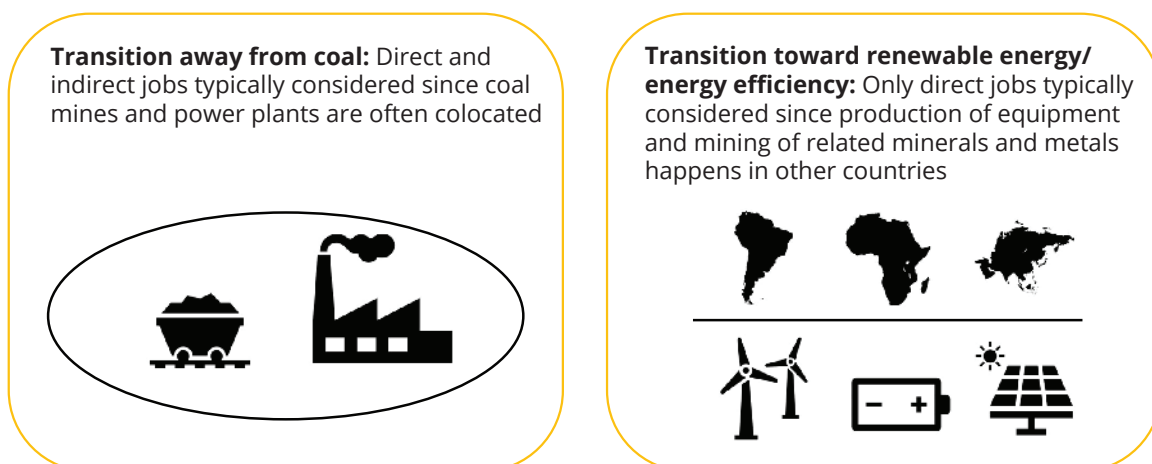 Transition away from coal: Direct and
indirect jobs typically considered since coal
mines and power plants are often colocated
Transition toward renewable energy/
energy efficiency: Only direct jobs typically
considered since production of equipment
and mining of related minerals and metals
happens in other countries